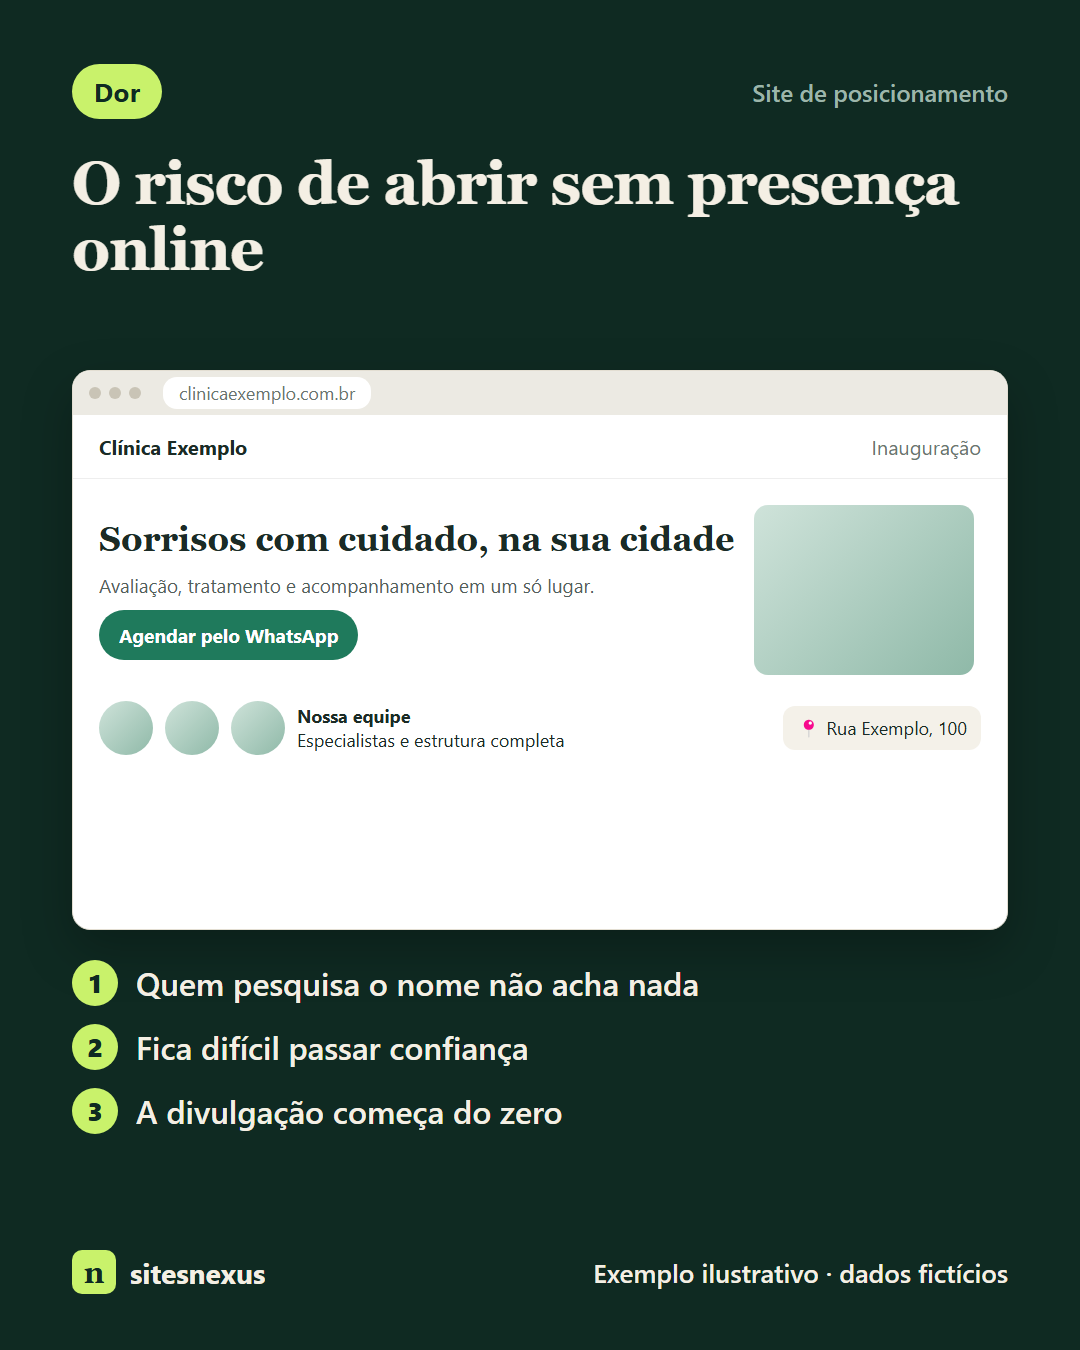 Dor
Site de posicionamento
O risco de abrir sem presença
online
clinicaexemplo.com.br
Clínica Exemplo
Inauguração
Sorrisos com cuidado, na sua cidade
Avaliação, tratamento e acompanhamento em um só lugar.
Agendar pelo WhatsApp
Nossa equipe
Especialistas e estrutura completa
Rua Exemplo, 100
1 Quem pesquisa o nome não acha nada
2 Fica difícil passar confiança
3 A divulgação começa do zero
n sitesnexus
Exemplo ilustrativo · dados fictícios